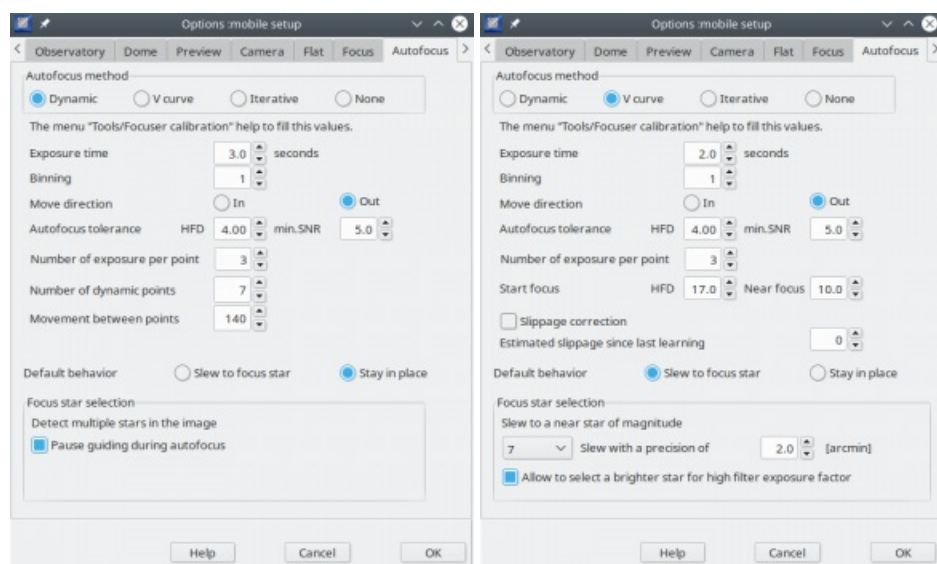 Options :mobile setup
Observatory Dome Preview Camera Flat Focus Autofocus
Autofocus method
Dynamic V curve Iterative None
The menu "Tools/Focuser calibration" help to fill this values.
Exposure time 3.0 seconds
Binning 1
Move direction In Out
Autofocus tolerance HFD 4.00 min.SNR 5.0
Number of exposure per point 3
Number of dynamic points 7
Movement between points 140
Default behavior Slew to focus star Stay in place
Focus star selection
Detect multiple stars in the image
Pause guiding during autofocus
Help Cancel OK
Options :mobile setup
Observatory Dome Preview Camera Flat Focus Autofocus
Autofocus method
Dynamic V curve Iterative None
The menu "Tools/Focuser calibration" help to fill this values.
Exposure time 2.0 seconds
Binning 1
Move direction In Out
Autofocus tolerance HFD 4.00 min.SNR 5.0
Number of exposure per point 3
Start focus HFD 17.0 Near focus 10.0
Slippage correction
Estimated slippage since last learning 0
Default behavior Slew to focus star Stay in place
Focus star selection
Slew to a near star of magnitude
7 Slew with a precision of 2.0 [arcmin]
Allow to select a brighter star for high filter exposure factor
Help Cancel OK